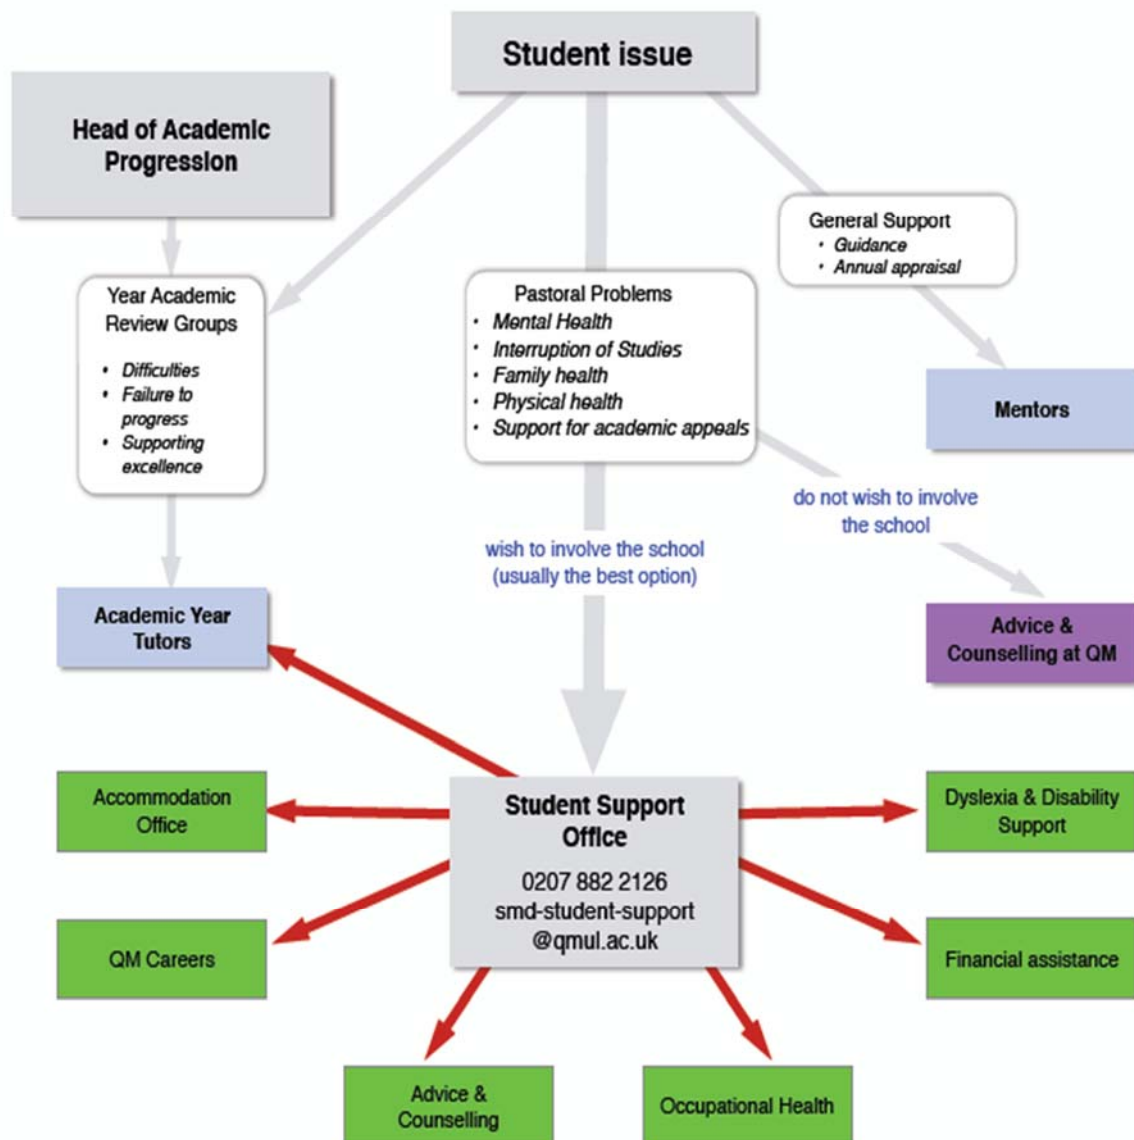 Student issue
Head of Academic
Progression
General Support
· Guidance
· Annual appraisal
Year Academic
Review Groups
• Difficulties
• Failure to
progress
• Supporting
excellence
Pastoral Problems
· Mental Health
· Interruption of Studies
· Family health
· Physical health
· Support for academic appeals
Mentors
do not wish to involve
the school
wish to involve the school
(usually the best option)
Academic Year
Tutors
Advice &
Counselling at QM
Accommodation
Office
Student Support
Office
0207 882 2126
smd-student-support
@qmul.ac.uk
Dyslexia & Disability
Support
QM Careers
Financial assistance
Advice &
Counselling
Occupational Health